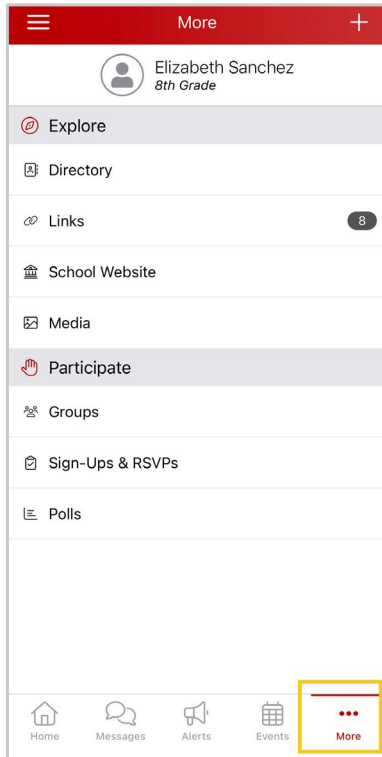 More
Elizabeth Sanchez
8th Grade
Explore
Directory
Links 8
School Website
Media
Participate
Groups
Sign-Ups & RSVPs
Polls
Home Messages Alerts Events More